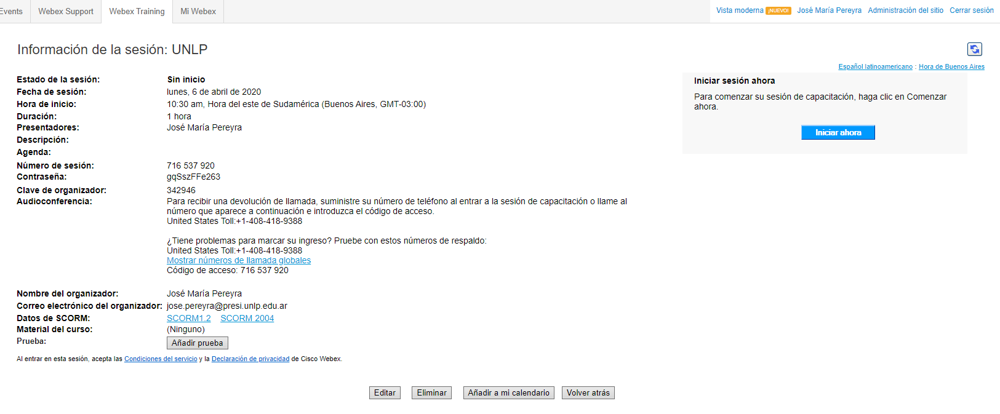 Events Webex Support Webex Training Mi Webex Vista moderna ¡NUEVO! José María Pereyra Administración del sitio Cerrar sesión
Información de la sesión: UNLP
Español latinoamericano : Hora de Buenos Aires
Estado de la sesión: Sin inicio
Fecha de sesión: lunes, 6 de abril de 2020
Hora de inicio: 10:30 am, Hora del este de Sudamérica (Buenos Aires, GMT-03:00)
Duración: 1 hora
Presentadores: José María Pereyra
Descripción:
Agenda:
Número de sesión: 716 537 920
Contraseña: gqSszFFe263
Clave de organizador: 342946
Audioconferencia: Para recibir una devolución de llamada, suministre su número de teléfono al entrar a la sesión de capacitación o llame al
número que aparece a continuación e introduzca el código de acceso.
United States Toll:+1-408-418-9388
¿Tiene problemas para marcar su ingreso? Pruebe con estos números de respaldo:
United States Toll:+1-408-418-9388
Mostrar números de llamada globales
Código de acceso: 716 537 920
Nombre del organizador: José María Pereyra
Correo electrónico del organizador: jose.pereyra@presi.unlp.edu.ar
Datos de SCORM: SCORM1.2 SCORM 2004
Material del curso: (Ninguno)
Prueba: Añadir prueba
Al entrar en esta sesión, acepta las Condiciones del servicio y la Declaración de privacidad de Cisco Webex.
Iniciar sesión ahora
Para comenzar su sesión de capacitación, haga clic en Comenzar
ahora.
Iniciar ahora
Editar Eliminar Añadir a mi calendario Volver atrás